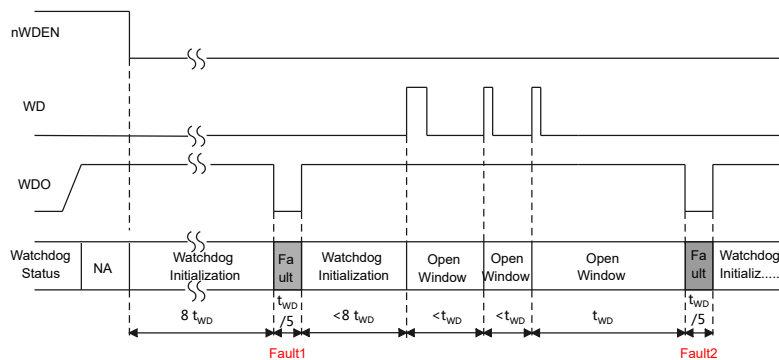 nWDEN
WD
WDO
Watchdog
Status
NA
Watchdog
Initialization
Fa
ult
Watchdog
Initialization
Open
Window
Open
Window
Open
Window
Fa
ult
Watchdog
Initializ.....
8 tWD
tWD
/5
<8 tWD
<tWD
<tWD
tWD
tWD
/5
Fault1
Fault2